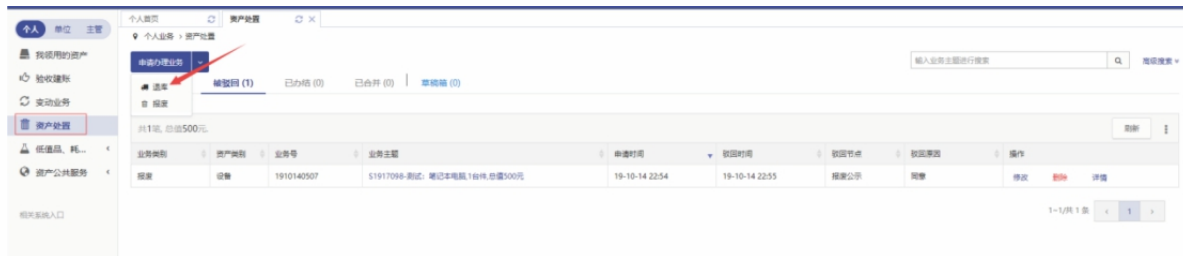 个人 单位 主管
个人首页 资产处置
个人业务 › 资产处置
我领用的资产
验收建账
变动业务
资产处置
低值品、耗...
资产公共服务
相关系统入口
申请办理业务
输入业务主题进行搜索 高级搜索
退库
报废
被驳回 (1) 已办结 (0) 已合并 (0) 草稿箱 (0)
共1笔, 总值500元.
刷新
业务类别 资产类别 业务号 业务主题 申请时间 驳回时间 驳回节点 驳回原因 操作
报废 设备 1910140507 S1917098-测试：笔记本电脑,1台件,总值500元 19-10-14 22:54 19-10-14 22:55 报废公示 同意 修改 删除 详情
1-1/共 1 条 ‹ 1 ›